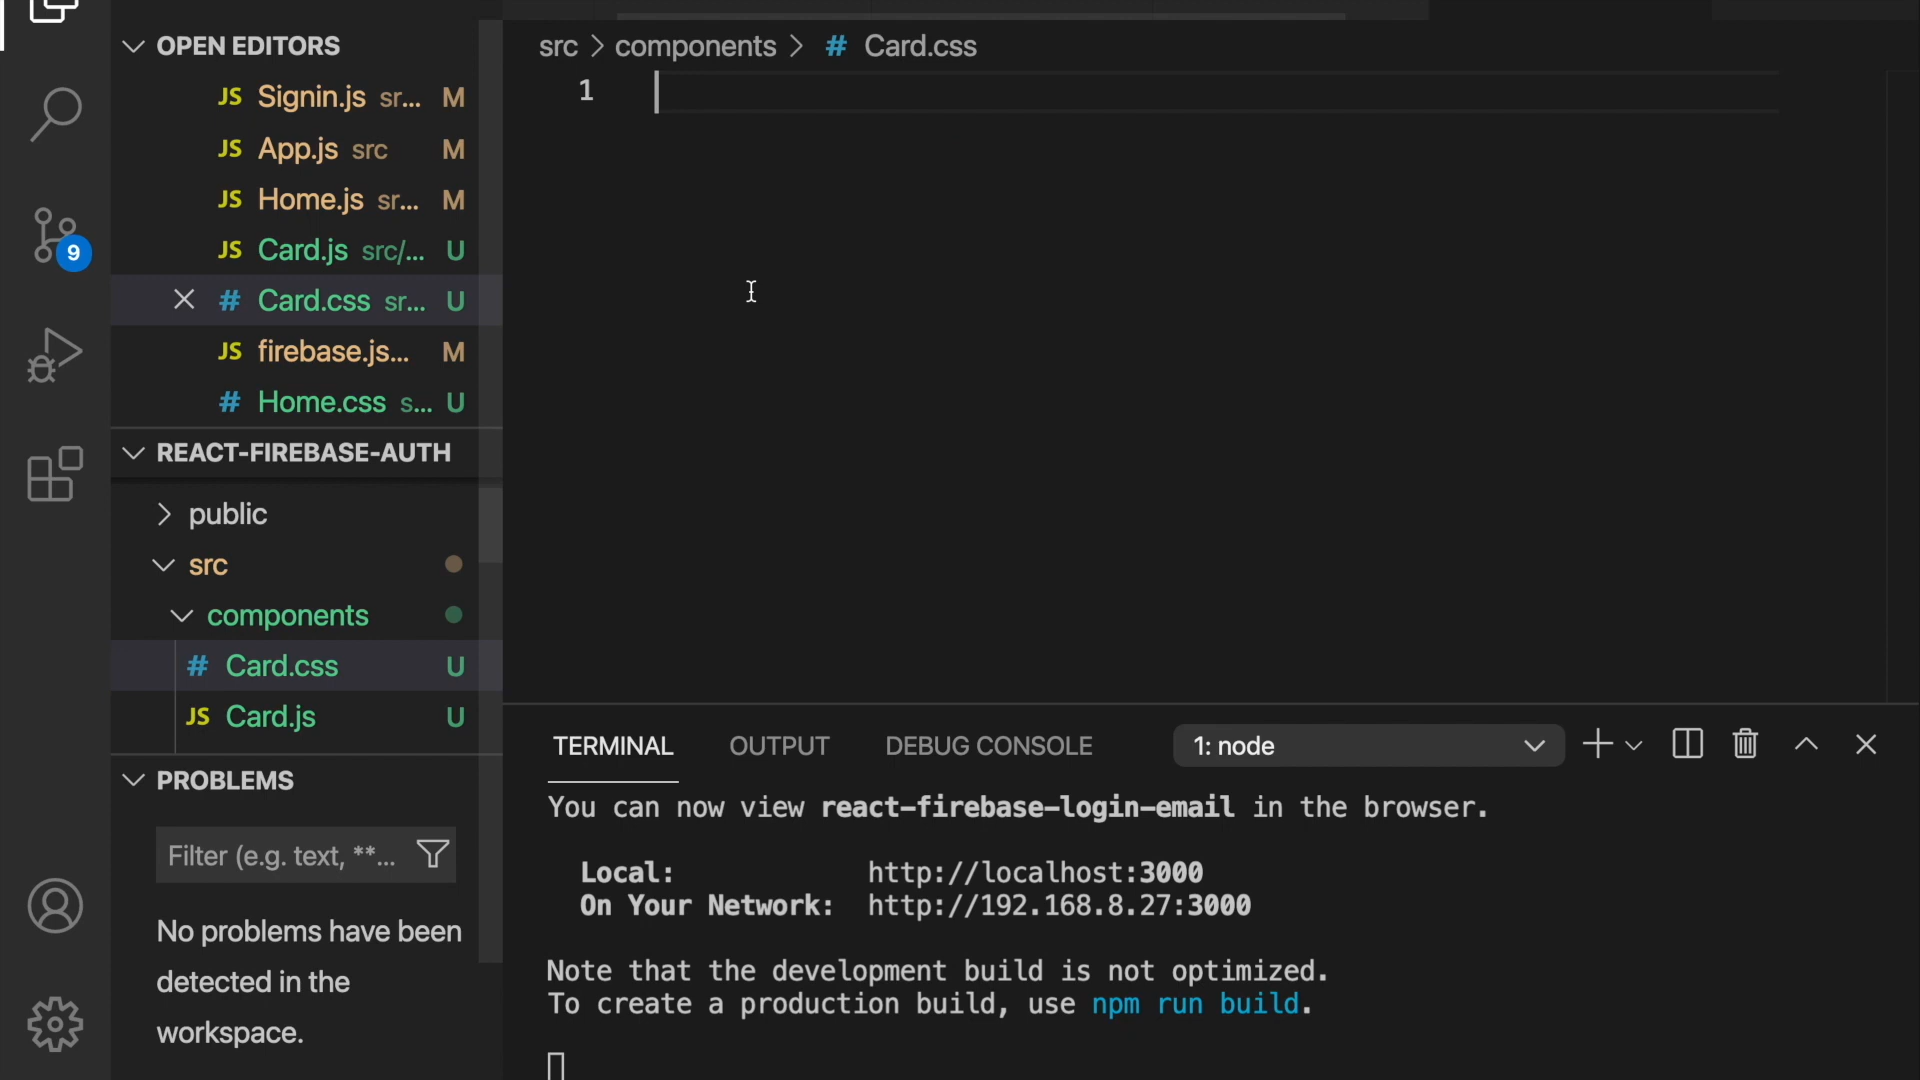 OPEN EDITORS
JS Signin.js sr... M
JS App.js src M
JS Home.js sr... M
JS Card.js src/... U
# Card.css sr... U
JS firebase.js... M
# Home.css s... U
9
REACT-FIREBASE-AUTH
public
src
components
# Card.css U
JS Card.js U
PROBLEMS
Filter (e.g. text, **...
No problems have been
detected in the
workspace.
src > components > # Card.css
1
TERMINAL OUTPUT DEBUG CONSOLE 1: node
You can now view react-firebase-login-email in the browser.
Local: http://localhost:3000
On Your Network: http://192.168.8.27:3000
Note that the development build is not optimized.
To create a production build, use npm run build.